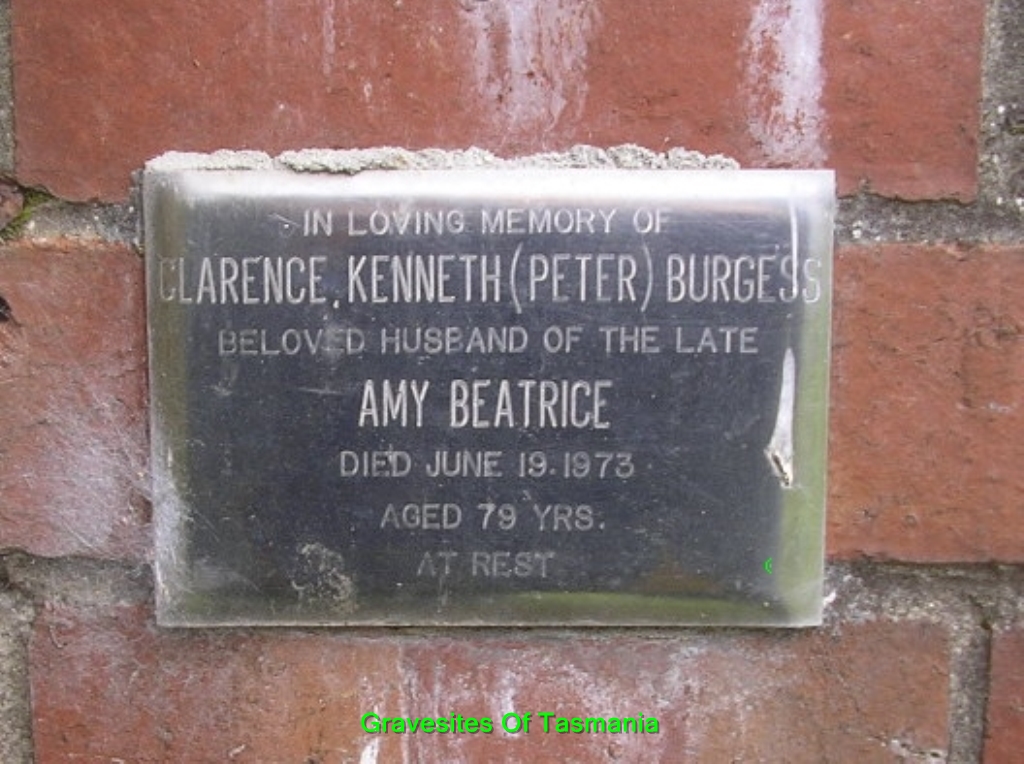 IN LOVING MEMORY OF
CLARENCE, KENNETH (PETER) BURGESS
BELOVED HUSBAND OF THE LATE
AMY BEATRICE
DIED JUNE 19.1973
AGED 79 YRS.
AT REST
Gravesites Of Tasmania